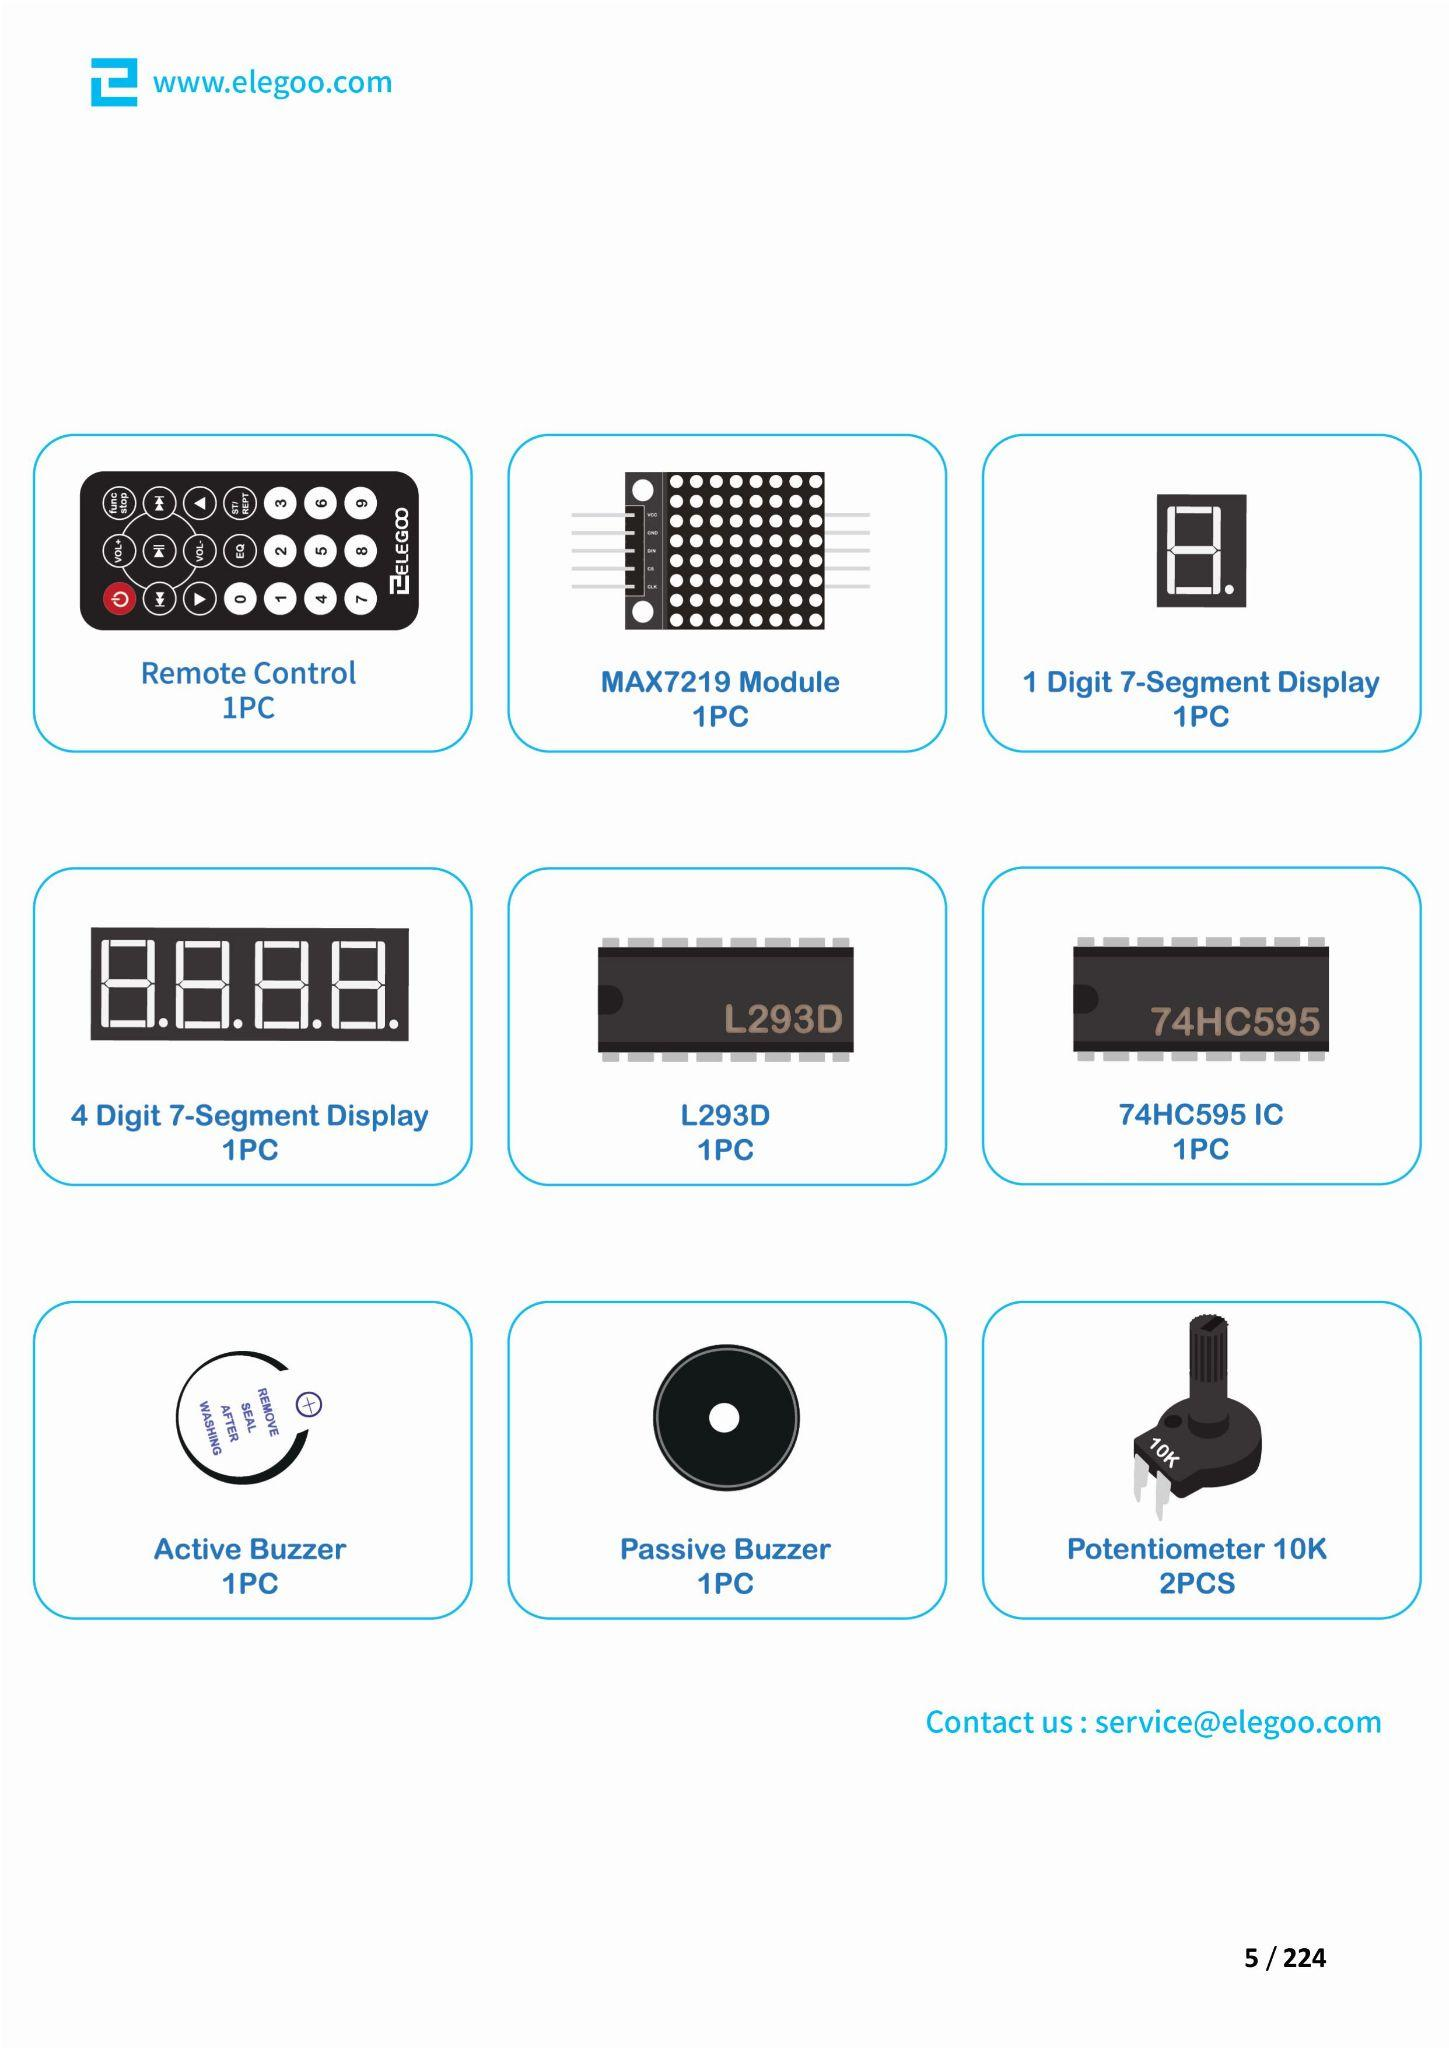 www.elegoo.com
func stop
VOL+
VOL-
ST/REPT
EQ
0
3
2
1
6
5
4
9
8
7
ELEGOO
Remote Control
1PC
VCC
GND
DIN
CS
CLK
MAX7219 Module
1PC
1 Digit 7-Segment Display
1PC
4 Digit 7-Segment Display
1PC
L293D
L293D
1PC
74HC595
74HC595 IC
1PC
REMOVE
SEAL
AFTER
WASHING
Active Buzzer
1PC
Passive Buzzer
1PC
10K
Potentiometer 10K
2PCS
Contact us : service@elegoo.com
5 / 224